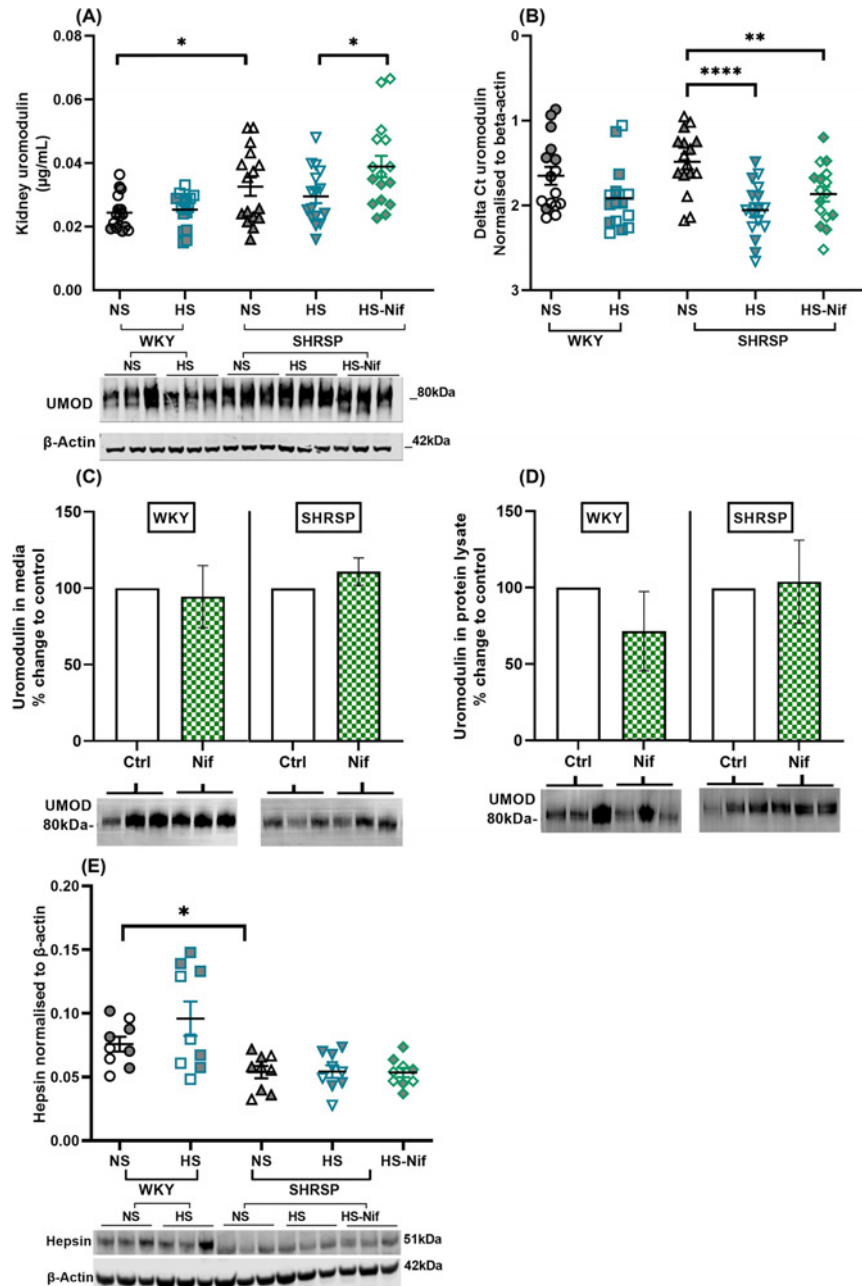 (A)
Kidney uromodulin
(μg/mL)
0.08
0.06
0.04
0.02
0.00
*
*
NS HS NS HS HS-Nif
WKY SHRSP
NS HS NS HS HS-Nif
UMOD
_80kDa
β-Actin
_42kDa
(B)
Delta Ct uromodulin
Normalised to beta-actin
0
1
2
3
**
****
NS HS NS HS HS-Nif
WKY SHRSP
(C)
Uromodulin in media
% change to control
150
100
50
0
WKY SHRSP
Ctrl Nif Ctrl Nif
UMOD
80kDa-
(D)
Uromodulin in protein lysate
% change to control
150
100
50
0
WKY SHRSP
Ctrl Nif Ctrl Nif
UMOD
80kDa-
(E)
Hepsin normalised to β-actin
0.20
0.15
0.10
0.05
0.00
*
NS HS NS HS HS-Nif
WKY SHRSP
NS HS NS HS HS-Nif
Hepsin
51kDa
42kDa
β-Actin